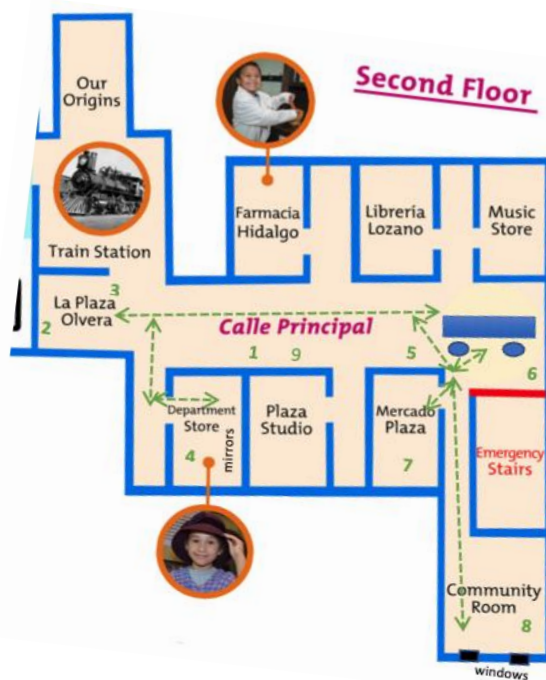 Our
Origins
Second Floor
Train Station
Farmacia
Hidalgo
Librería
Lozano
Music
Store
La Plaza
Olvera
3
2
Calle Principal
1
9
5
6
Department
Store
4
mirrors
Plaza
Studio
Mercado
Plaza
7
Emergency
Stairs
Community
Room
8
windows